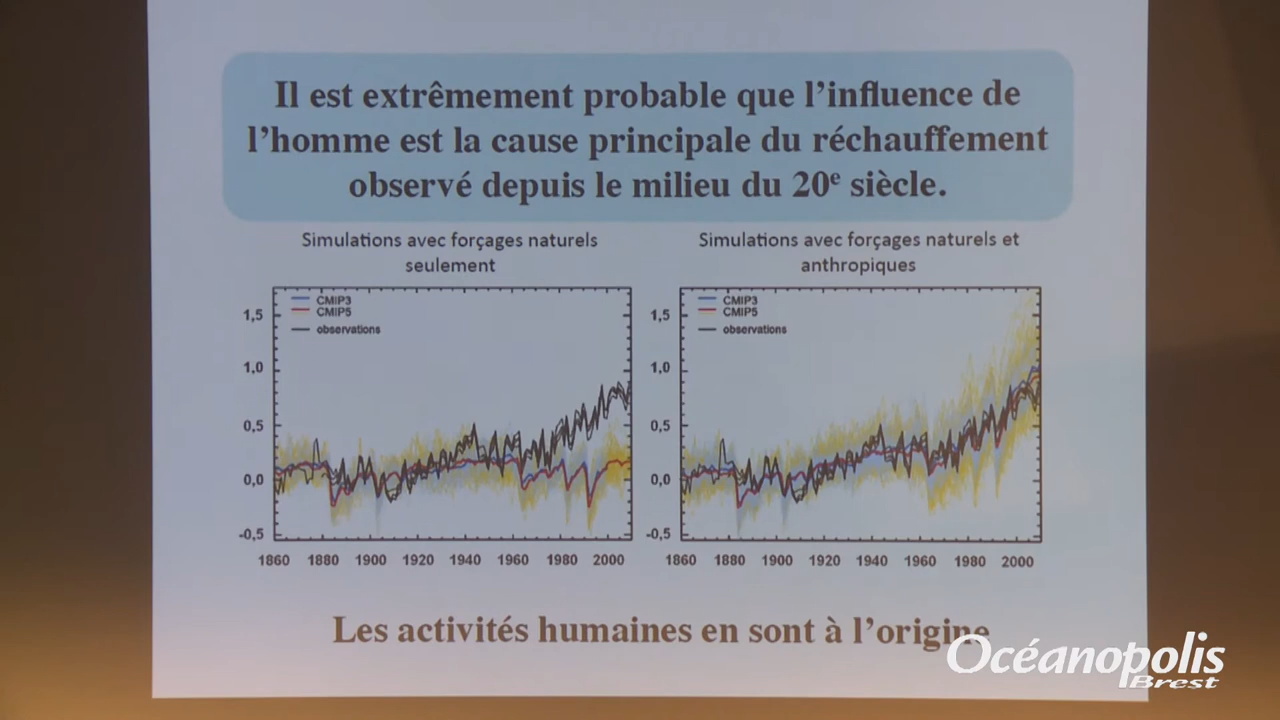 Il est extrêmement probable que l'influence de
l'homme est la cause principale du réchauffement
observé depuis le milieu du 20e siècle.
Simulations avec forçages naturels
seulement
Simulations avec forçages naturels et
anthropiques
CMIP3
CMIP5
observations
1,5
1,0
0,5
0,0
-0,5
1860 1880 1900 1920 1940 1960 1980 2000
CMIP3
CMIP5
observations
1,5
1,0
0,5
0,0
-0,5
1860 1880 1900 1920 1940 1960 1980 2000
Les activités humaines en sont à l'origine
Océanopolis
Brest